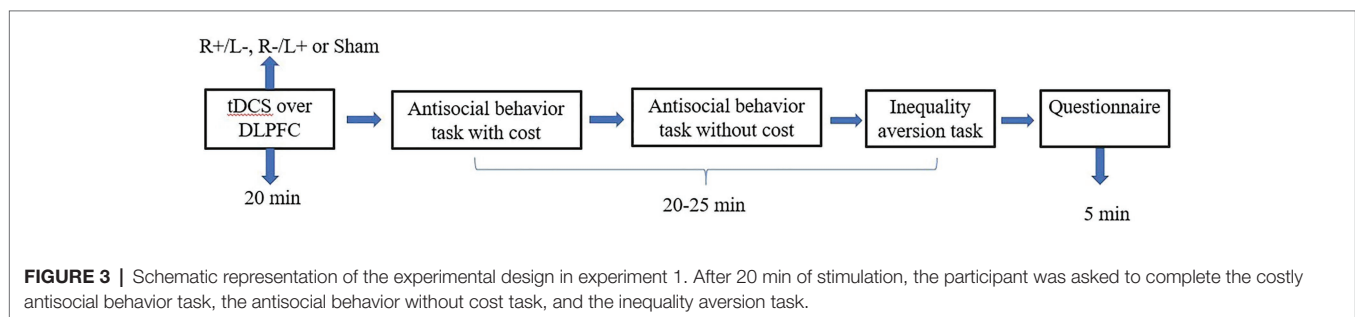 R+/L-, R-/L+ or Sham
tDCS over
DLPFC
Antisocial behavior
task with cost
Antisocial behavior
task without cost
Inequality
aversion task
Questionnaire
20 min
20-25 min
5 min
FIGURE 3 | Schematic representation of the experimental design in experiment 1. After 20 min of stimulation, the participant was asked to complete the costly
antisocial behavior task, the antisocial behavior without cost task, and the inequality aversion task.